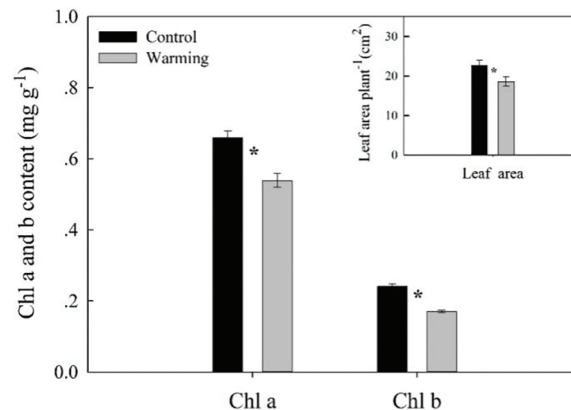 Control
Warming
Chl a and b content (mg g-1)
1.0
.8
.6
.4
.2
0.0
Chl a
Chl b
*
*
Leaf area plant-1(cm2)
30
20
10
0
*
Leaf area